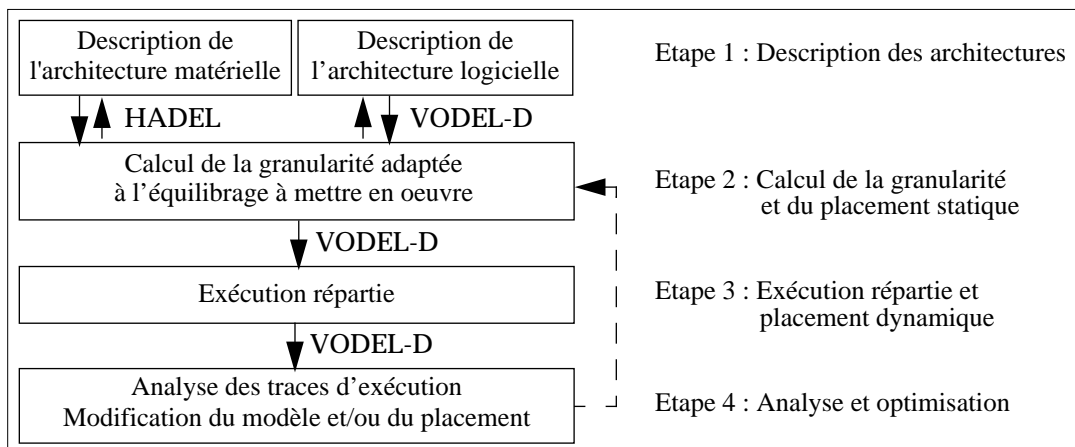 Description de
l'architecture matérielle
Description de
l’architecture logicielle
Etape 1 : Description des architectures
HADEL
VODEL-D
Calcul de la granularité adaptée
à l’équilibrage à mettre en oeuvre
Etape 2 : Calcul de la granularité
et du placement statique
VODEL-D
Exécution répartie
Etape 3 : Exécution répartie et
placement dynamique
VODEL-D
Analyse des traces d’exécution
Modification du modèle et/ou du placement
Etape 4 : Analyse et optimisation